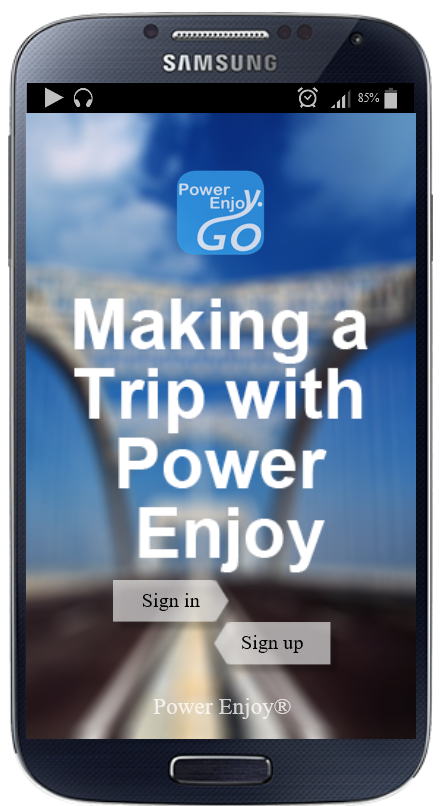 SAMSUNG
85%
Power
Enjoy.
GO
Making a
Trip with
Power
Enjoy
Sign in
Sign up
Power Enjoy®